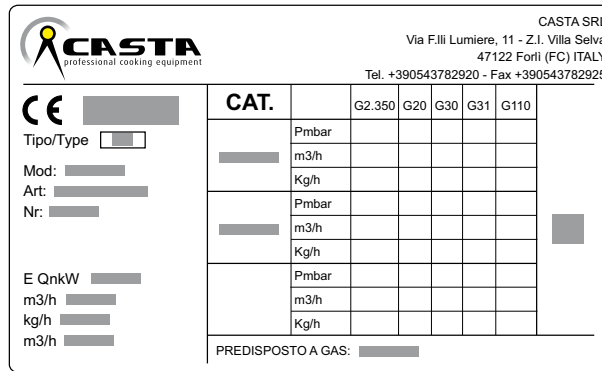 CASTA
professional cooking equipment
CASTA SRL
Via F.lli Lumiere, 11 - Z.I. Villa Selva
47122 Forlì (FC) ITALY
Tel. +390543782920 - Fax +390543782925
CE
Tipo/Type
Mod:
Art:
Nr:
E QnkW
m3/h
kg/h
m3/h
CAT. G2.350 G20 G30 G31 G110
Pmbar
m3/h
Kg/h
Pmbar
m3/h
Kg/h
Pmbar
m3/h
Kg/h
PREDISPOSTO A GAS: